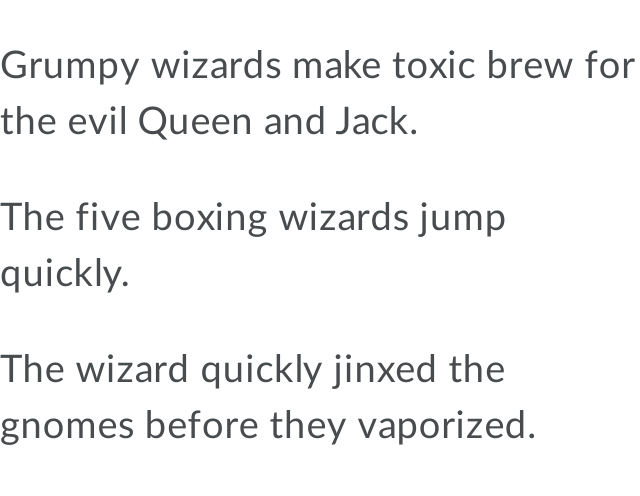 Grumpy wizards make toxic brew for
the evil Queen and Jack.
The five boxing wizards jump
quickly.
The wizard quickly jinxed the
gnomes before they vaporized.